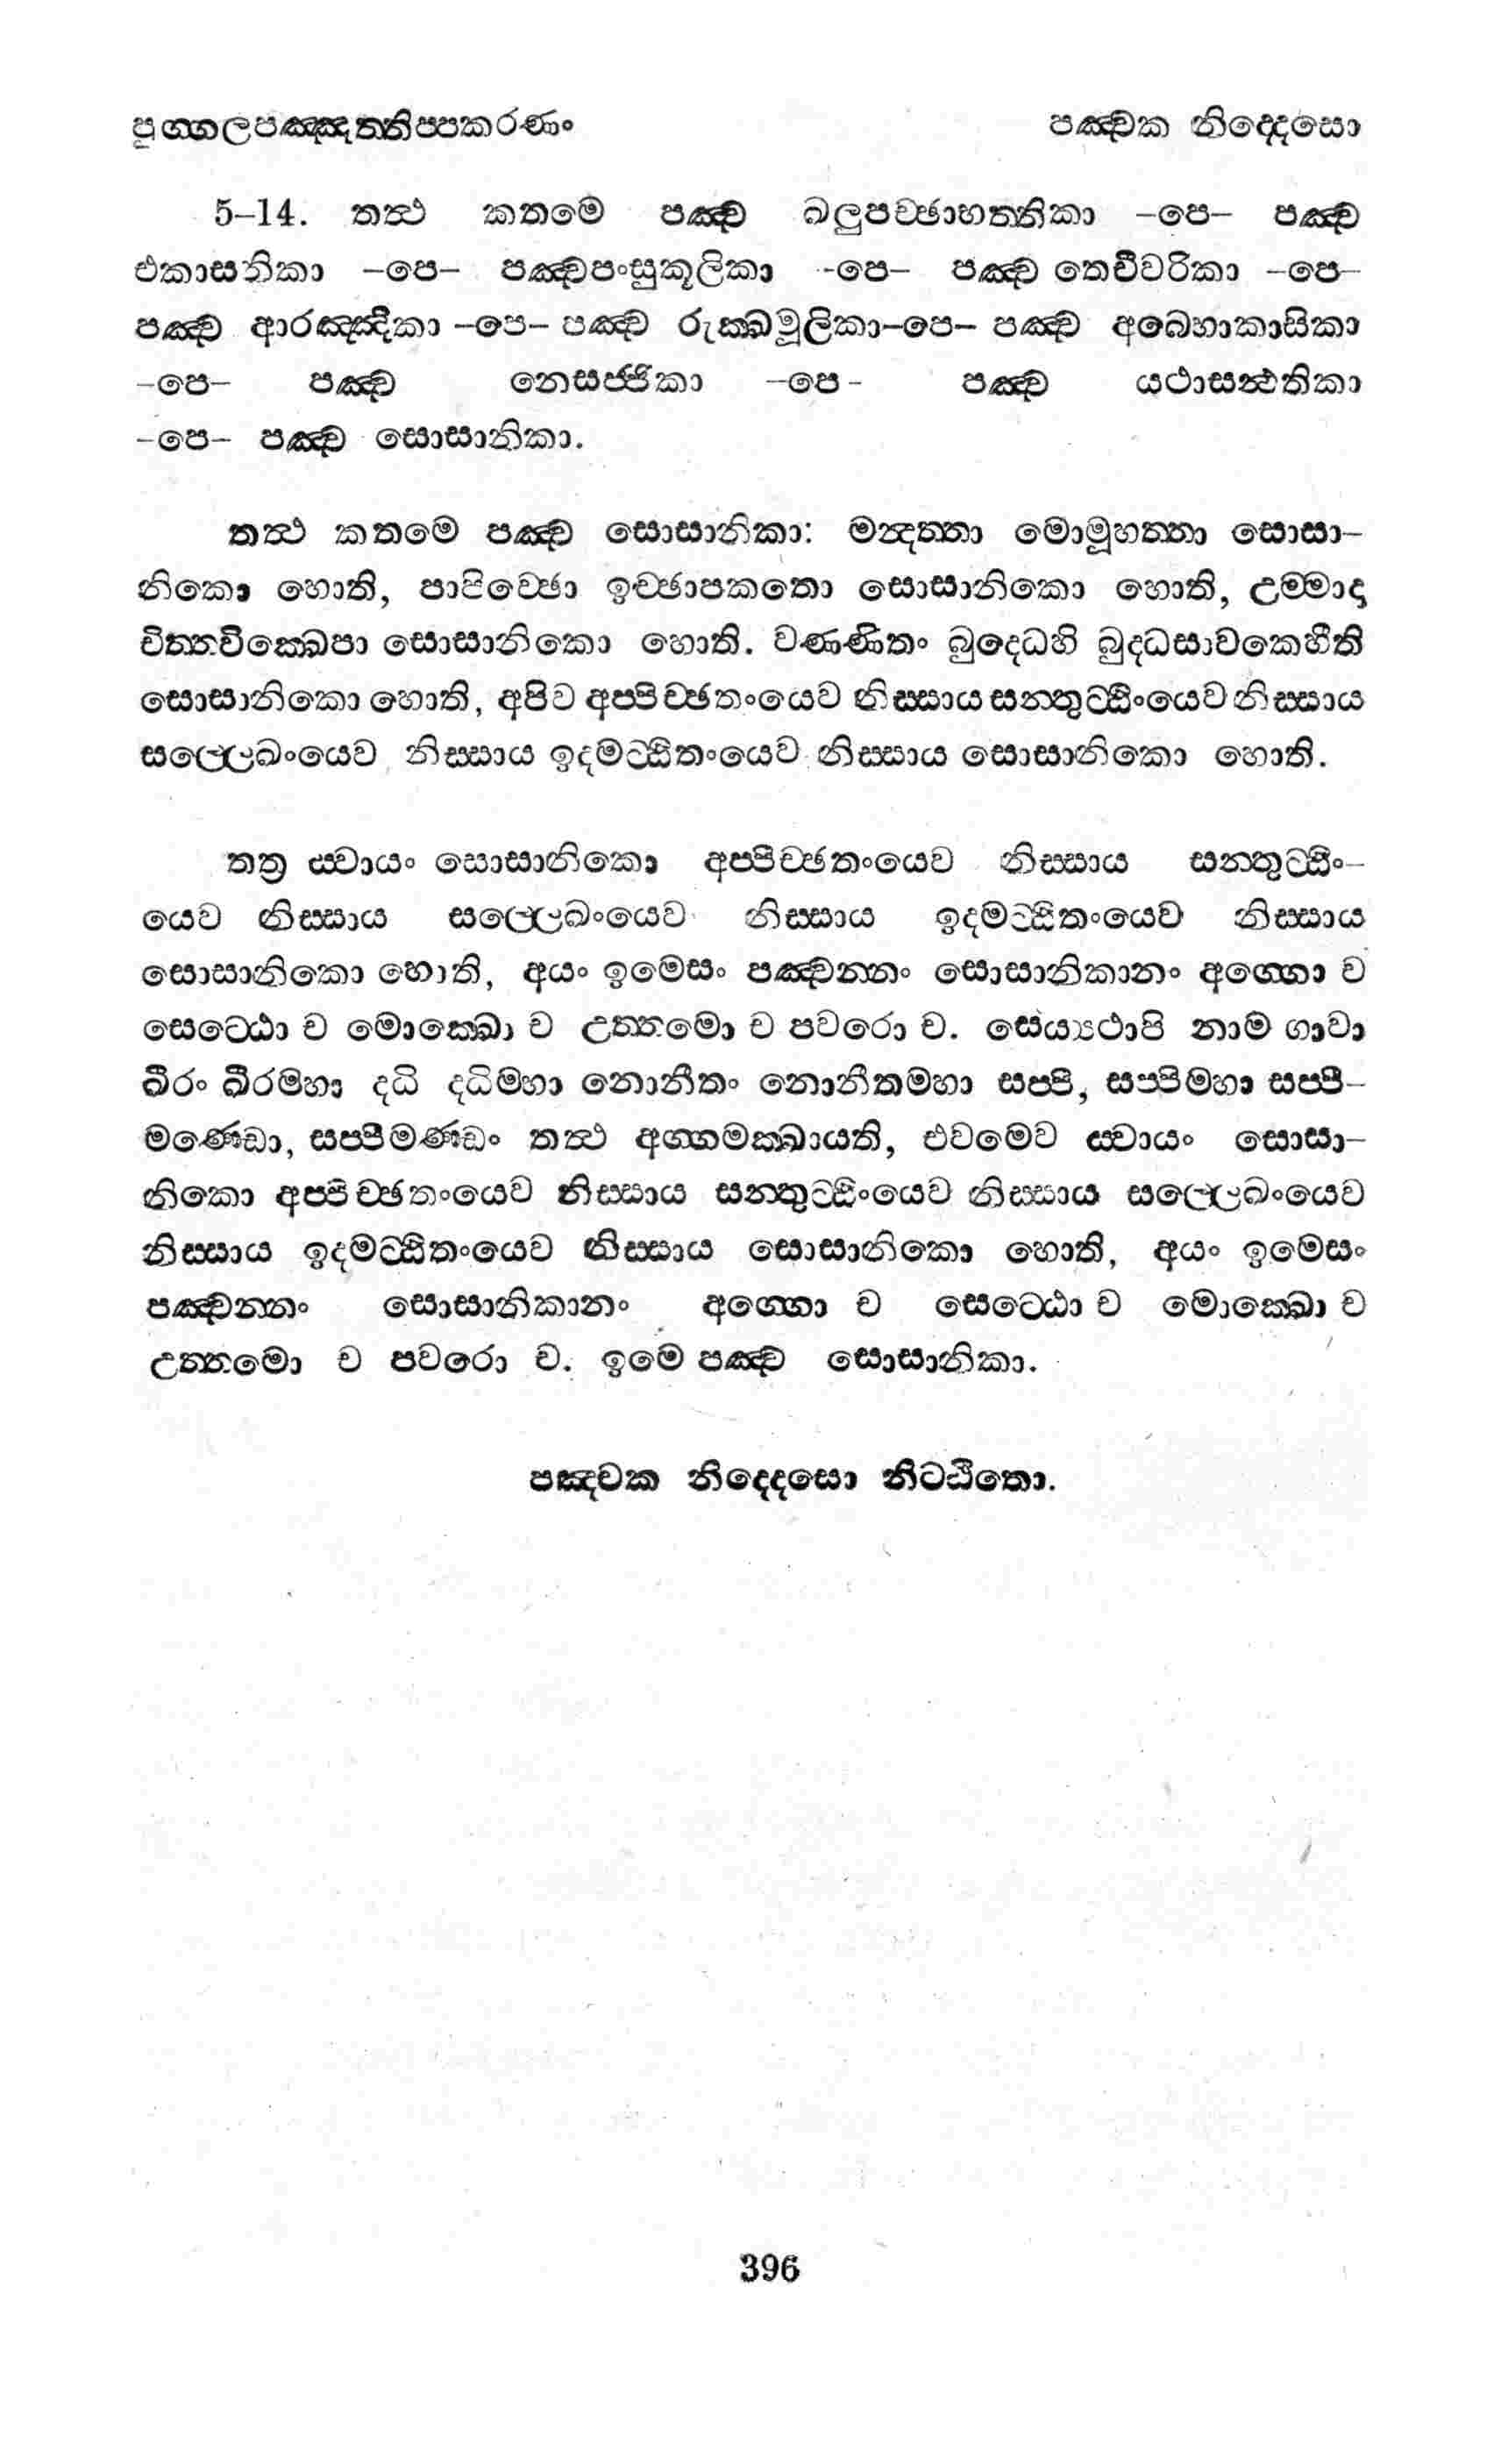 පුග්ගලපඤ්ඤත්තිප්පකරණං පඤ්චක නිද්දෙසො
5–14. තත්ථ කතමෙ පඤ්ච ඛලුපච්ඡාභත්තිකා –පෙ– පඤ්ච
එකාසනිකා –පෙ– පඤ්චපංසුකූලිකා –පෙ– පඤ්ච තෙචීවරිකා –පෙ–
පඤ්ච ආරඤ්ඤිකා –පෙ– පඤ්ච රුක්ඛමූලිකා–පෙ– පඤ්ච අබ්භොකාසිකා
–පෙ– පඤ්ච නෙසජ්ජිකා –පෙ– පඤ්ච යථාසන්ථතිකා
–පෙ– පඤ්ච සොසානිකා.
තත්ථ කතමෙ පඤ්ච සොසානිකා: මන්දත්තා මොමූහත්තා සොසා–
නිකො හොති, පාපිච්ඡො ඉච්ඡාපකතො සොසානිකො හොති, උම්මාදා
චිත්තවික්ඛෙපා සොසානිකො හොති. වණ්ණිතං බුද්ධෙහි බුද්ධසාවකෙහීති
සොසානිකො හොති, අපිච අප්පිච්ඡතංයෙව නිස්සාය සන්තුට්ඨිංයෙව නිස්සාය
සල්ලෙඛංයෙව නිස්සාය ඉදමට්ඨිතංයෙව නිස්සාය සොසානිකො හොති.
තත්‍ර ස්වායං සොසානිකො අප්පිච්ඡතංයෙව නිස්සාය සන්තුට්ඨිං–
යෙව නිස්සාය සල්ලෙඛංයෙව නිස්සාය ඉදමට්ඨිතංයෙව නිස්සාය
සොසානිකො හොති, අයං ඉමෙසං පඤ්චන්නං සොසානිකානං අග්ගො ච
සෙට්ඨො ච මොක්ඛො ච උත්තමො ච පවරො ච. සෙය්‍යථාපි නාම ගාවා
ඛීරං ඛීරම්හා දධි දධිම්හා නොනීතං නොනීතම්හා සප්පි, සප්පිම්හා සප්පි–
මණ්ඩො, සප්පිමණ්ඩං තත්ථ අග්ගමක්ඛායති, එවමෙව ස්වායං සොසා–
නිකො අප්පිච්ඡතංයෙව නිස්සාය සන්තුට්ඨිංයෙව නිස්සාය සල්ලෙඛංයෙව
නිස්සාය ඉදමට්ඨිතංයෙව නිස්සාය සොසානිකො හොති, අයං ඉමෙසං
පඤ්චන්නං සොසානිකානං අග්ගො ච සෙට්ඨො ච මොක්ඛො ච
උත්තමො ච පවරො ච. ඉමෙ පඤ්ච සොසානිකා.
පඤ්චක නිද්දෙසො නිට්ඨිතො.
396